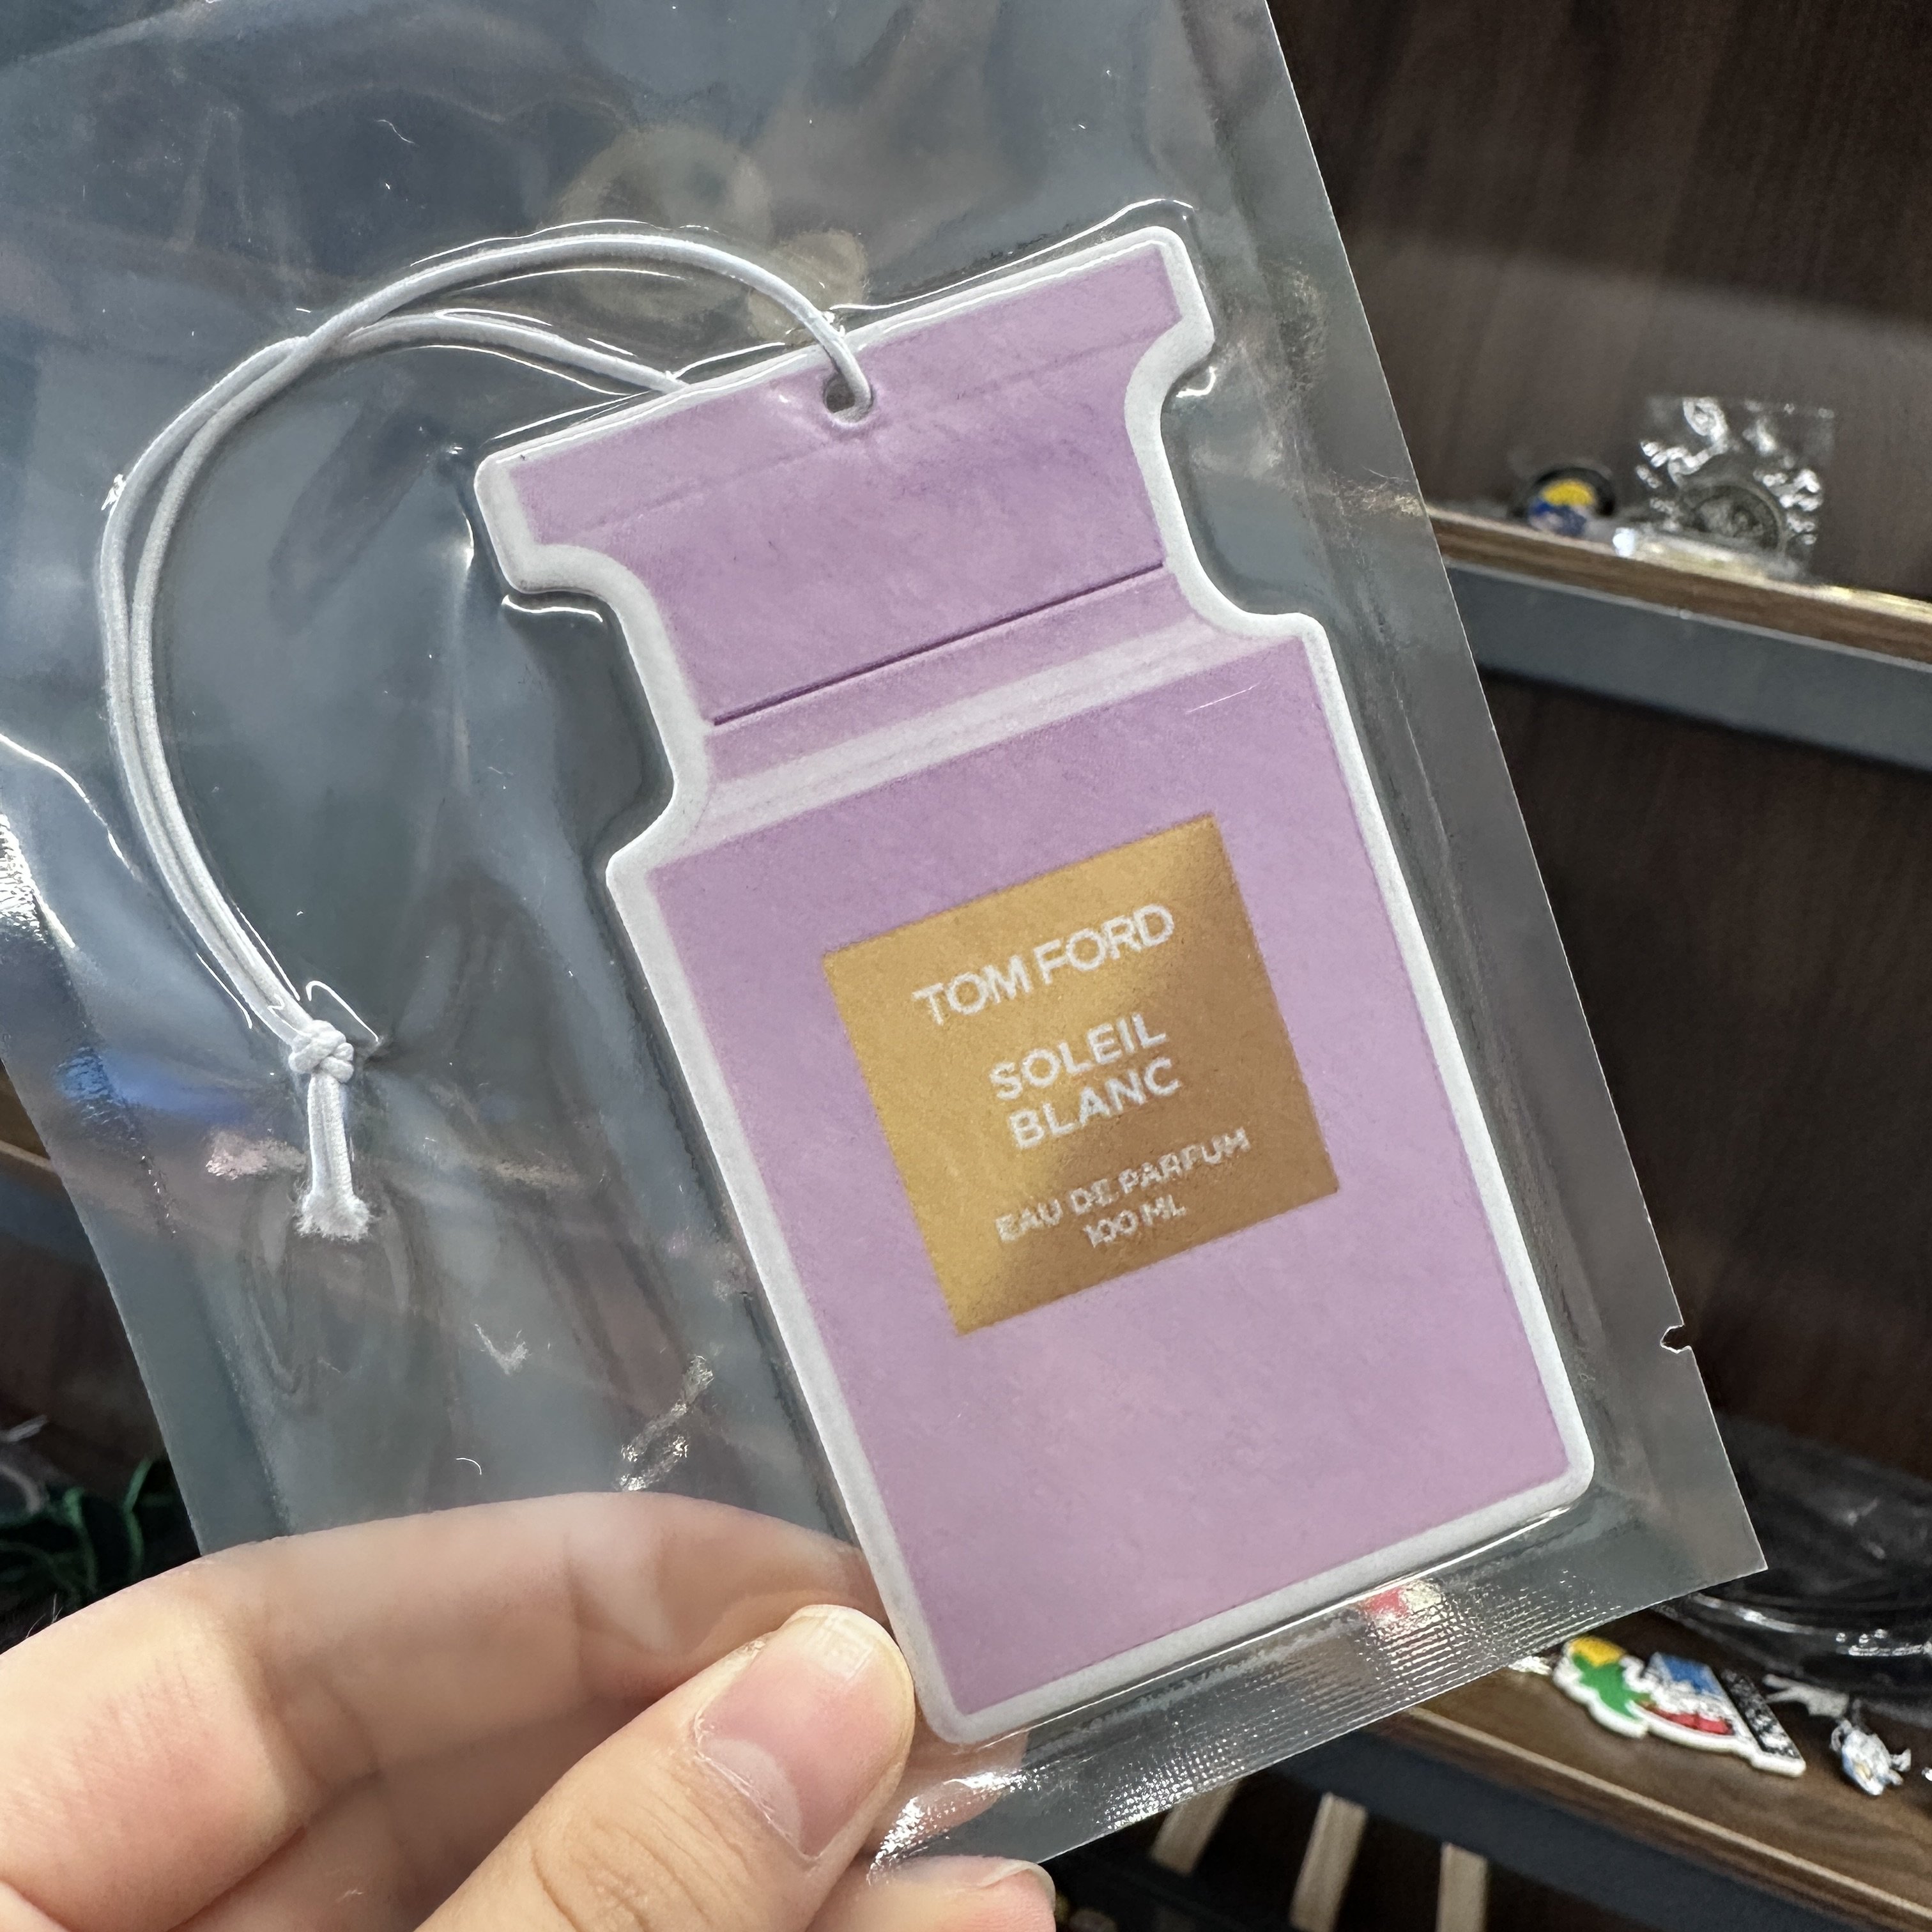 TOM FORD
SOLEIL
BLANC
EAU DE PARFUM
100 ML